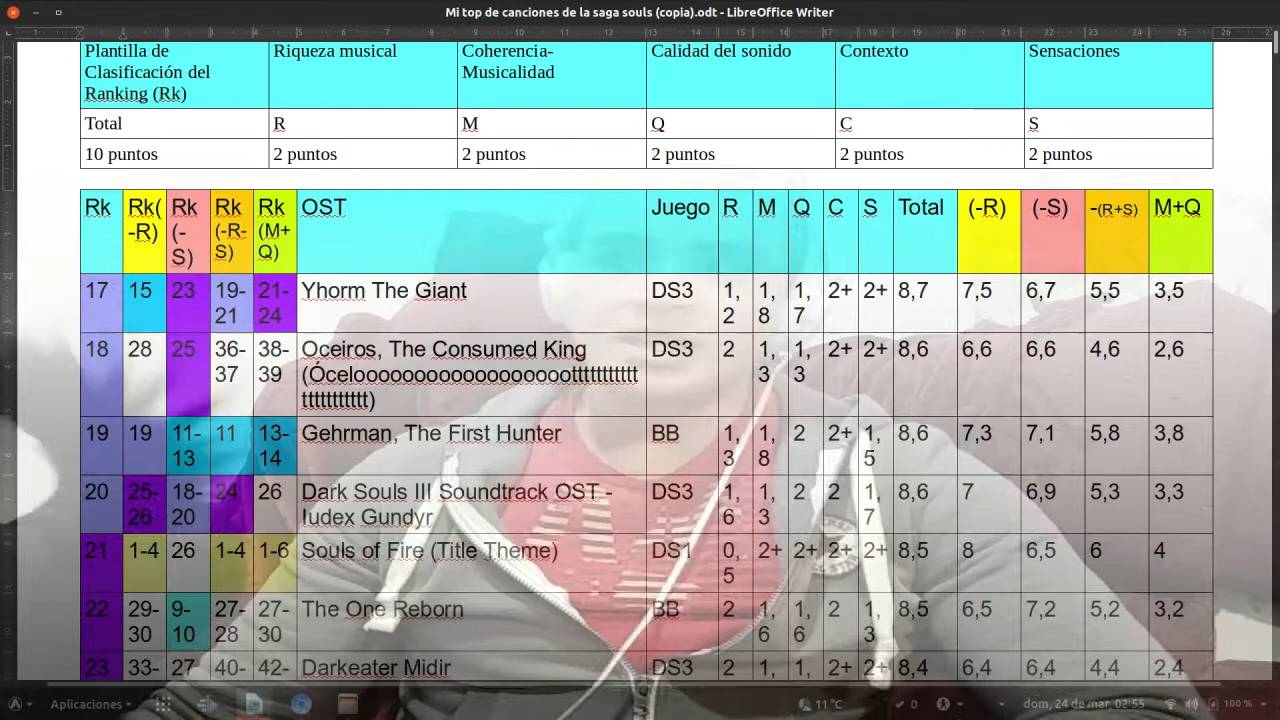 Mi top de canciones de la saga souls (copia).odt - LibreOffice Writer
Plantilla de Clasificación del Ranking (Rk) Riqueza musical Coherencia-Musicalidad Calidad del sonido Contexto Sensaciones
Total R M Q C S
10 puntos 2 puntos 2 puntos 2 puntos 2 puntos 2 puntos
Rk Rk(-R) Rk (-S) Rk (-R-S) Rk (M+Q) OST Juego R M Q C S Total (-R) (-S) -(R+S) M+Q
17 15 23 19-21 21-24 Yhorm The Giant DS3 1,2 1,8 1,7 2+ 2+ 8,7 7,5 6,7 5,5 3,5
18 28 25 36-37 38-39 Oceiros, The Consumed King DS3 2 1,3 1,3 2+ 2+ 8,6 6,6 6,6 4,6 2,6
19 19 11-13 11 13-14 Gehrman, The First Hunter BB 1,3 1,8 2 2+ 1,5 8,6 7,3 7,1 5,8 3,8
20 25-26 18-20 24 26 Dark Souls III Soundtrack OST - Iudex Gundyr DS3 1,6 1,3 2 2 1,7 8,6 7 6,9 5,3 3,3
21 1-4 26 1-4 1-6 Souls of Fire (Title Theme) DS1 0,5 2+ 2+ 2+ 2+ 8,5 8 6,5 6 4
22 29-30 9-10 27-28 27-30 The One Reborn BB 2 1,6 1,6 2 1,3 8,5 6,5 7,2 5,2 3,2
23 33- 27 40- 42- Darkeater Midir DS3 2 1, 1, 2+ 2+ 8,4 6,4 6,4 4,4 2,4
Aplicaciones 11 °C 0 dom, 24 de mar, 02:55 100 %